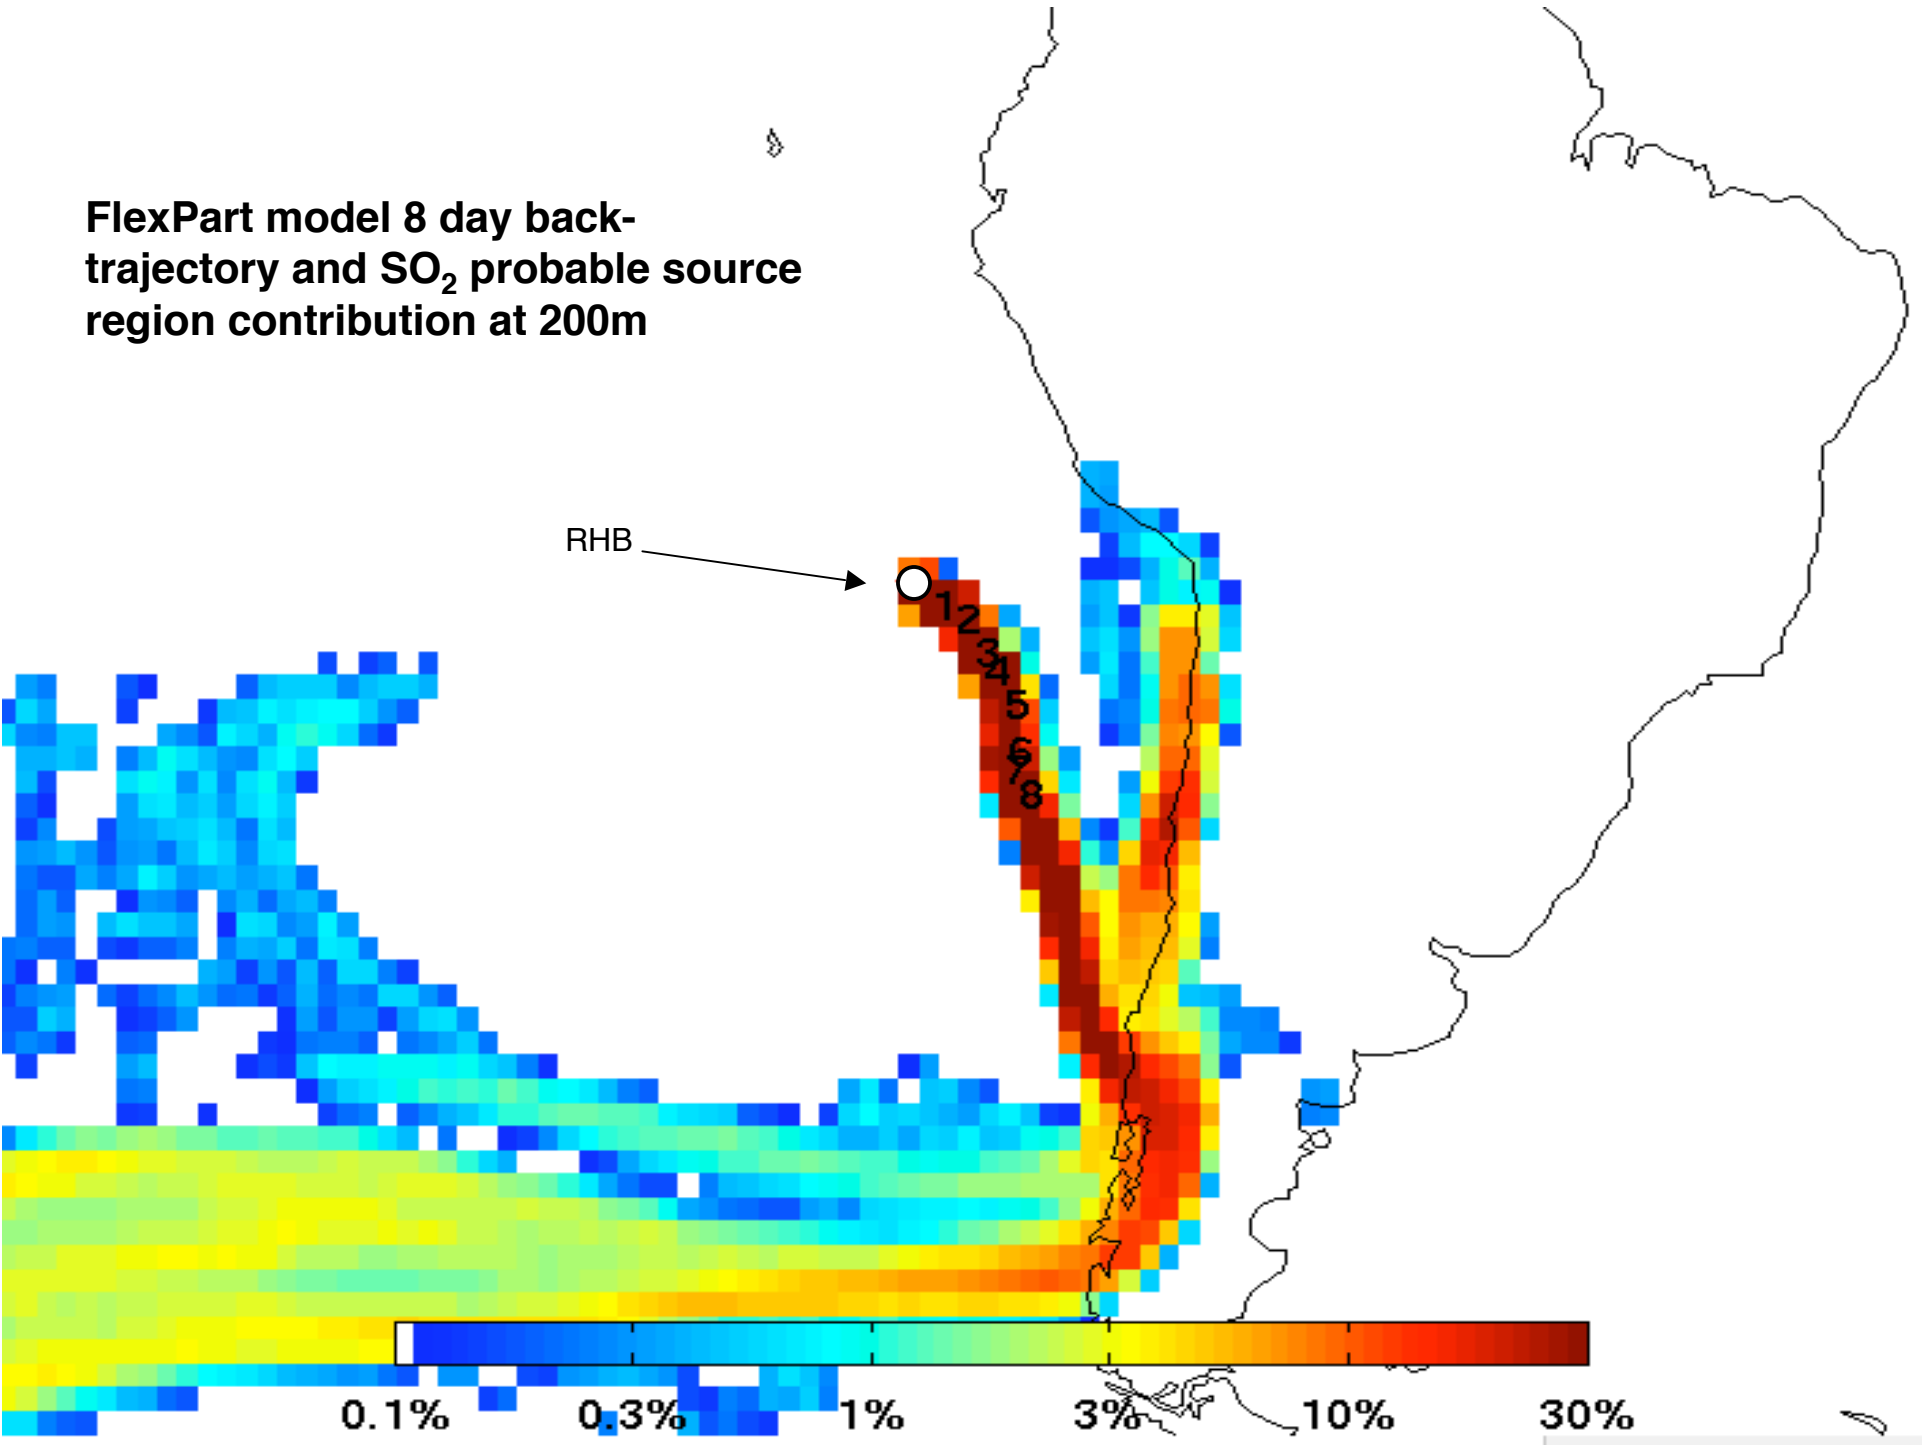 FlexPart model 8 day back-
trajectory and SO₂ probable source
region contribution at 200m
RHB
1
2
3
4
5
6
7
8
0.1% 0.3% 1% 3% 10% 30%